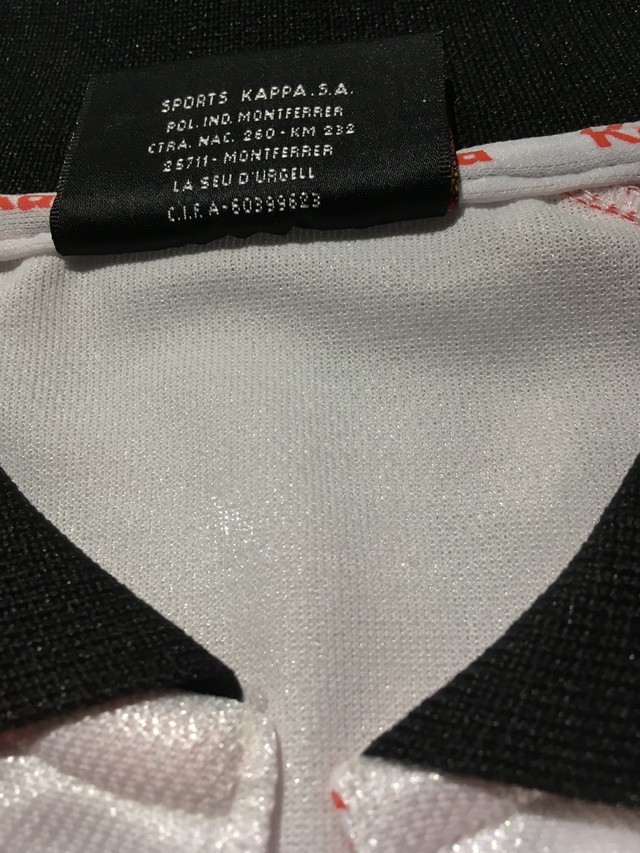 SPORTS KAPPA.S.A.
POL.IND.MONTFERRER
CTRA. NAC. 260 - KM 232
25711 - MONTFERRER
LA SEU D'URGELL
C.I.F. A-60399823